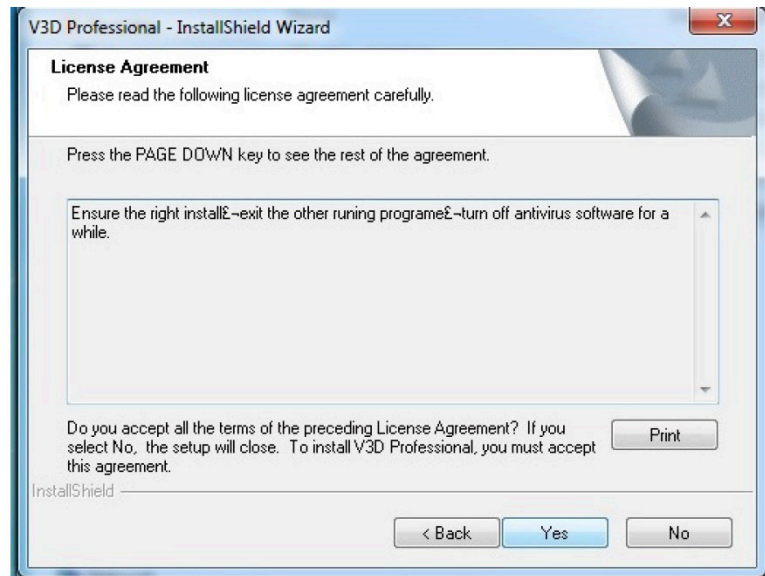 V3D Professional - InstallShield Wizard
License Agreement
Please read the following license agreement carefully.
Press the PAGE DOWN key to see the rest of the agreement.
Ensure the right install£¬exit the other runing programe£¬turn off antivirus software for a
while.
Do you accept all the terms of the preceding License Agreement? If you
select No, the setup will close. To install V3D Professional, you must accept
this agreement.
Print
InstallShield
< Back
Yes
No